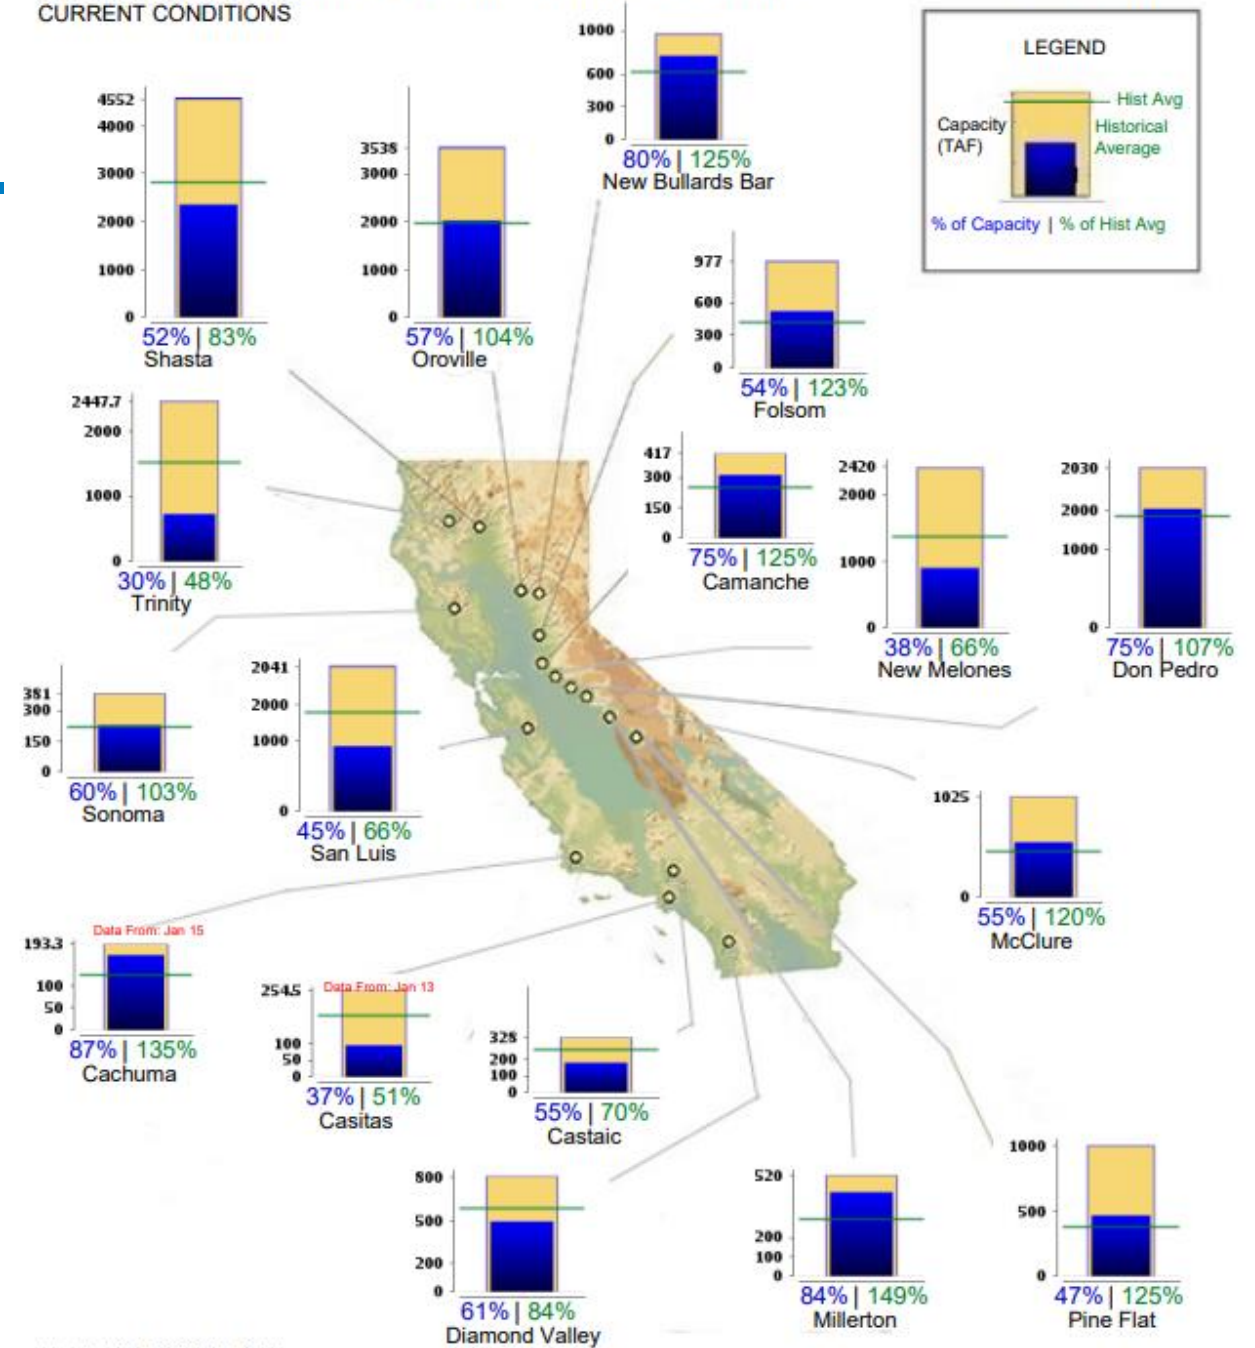 CURRENT CONDITIONS
1000
600
300
0
80% | 125%
New Bullards Bar
LEGEND
Hist Avg
Capacity
(TAF)
Historical
Average
% of Capacity | % of Hist Avg
4552
4000
3000
2000
1000
0
52% | 83%
Shasta
3538
3000
2000
1000
0
57% | 104%
Oroville
977
600
300
0
54% | 123%
Folsom
2447.7
2000
1000
0
30% | 48%
Trinity
417
300
150
0
75% | 125%
Camanche
2420
2000
1000
0
38% | 66%
New Melones
2030
2000
1000
0
75% | 107%
Don Pedro
381
300
150
0
60% | 103%
Sonoma
2041
2000
1000
0
45% | 66%
San Luis
1025
0
55% | 120%
McClure
Data From: Jan 15
193.3
100
50
0
87% | 135%
Cachuma
Data From: Jan 13
254.5
100
50
0
37% | 51%
Casitas
325
200
100
0
55% | 70%
Castaic
800
500
200
0
61% | 84%
Diamond Valley
520
200
100
0
84% | 149%
Millerton
1000
500
0
47% | 125%
Pine Flat